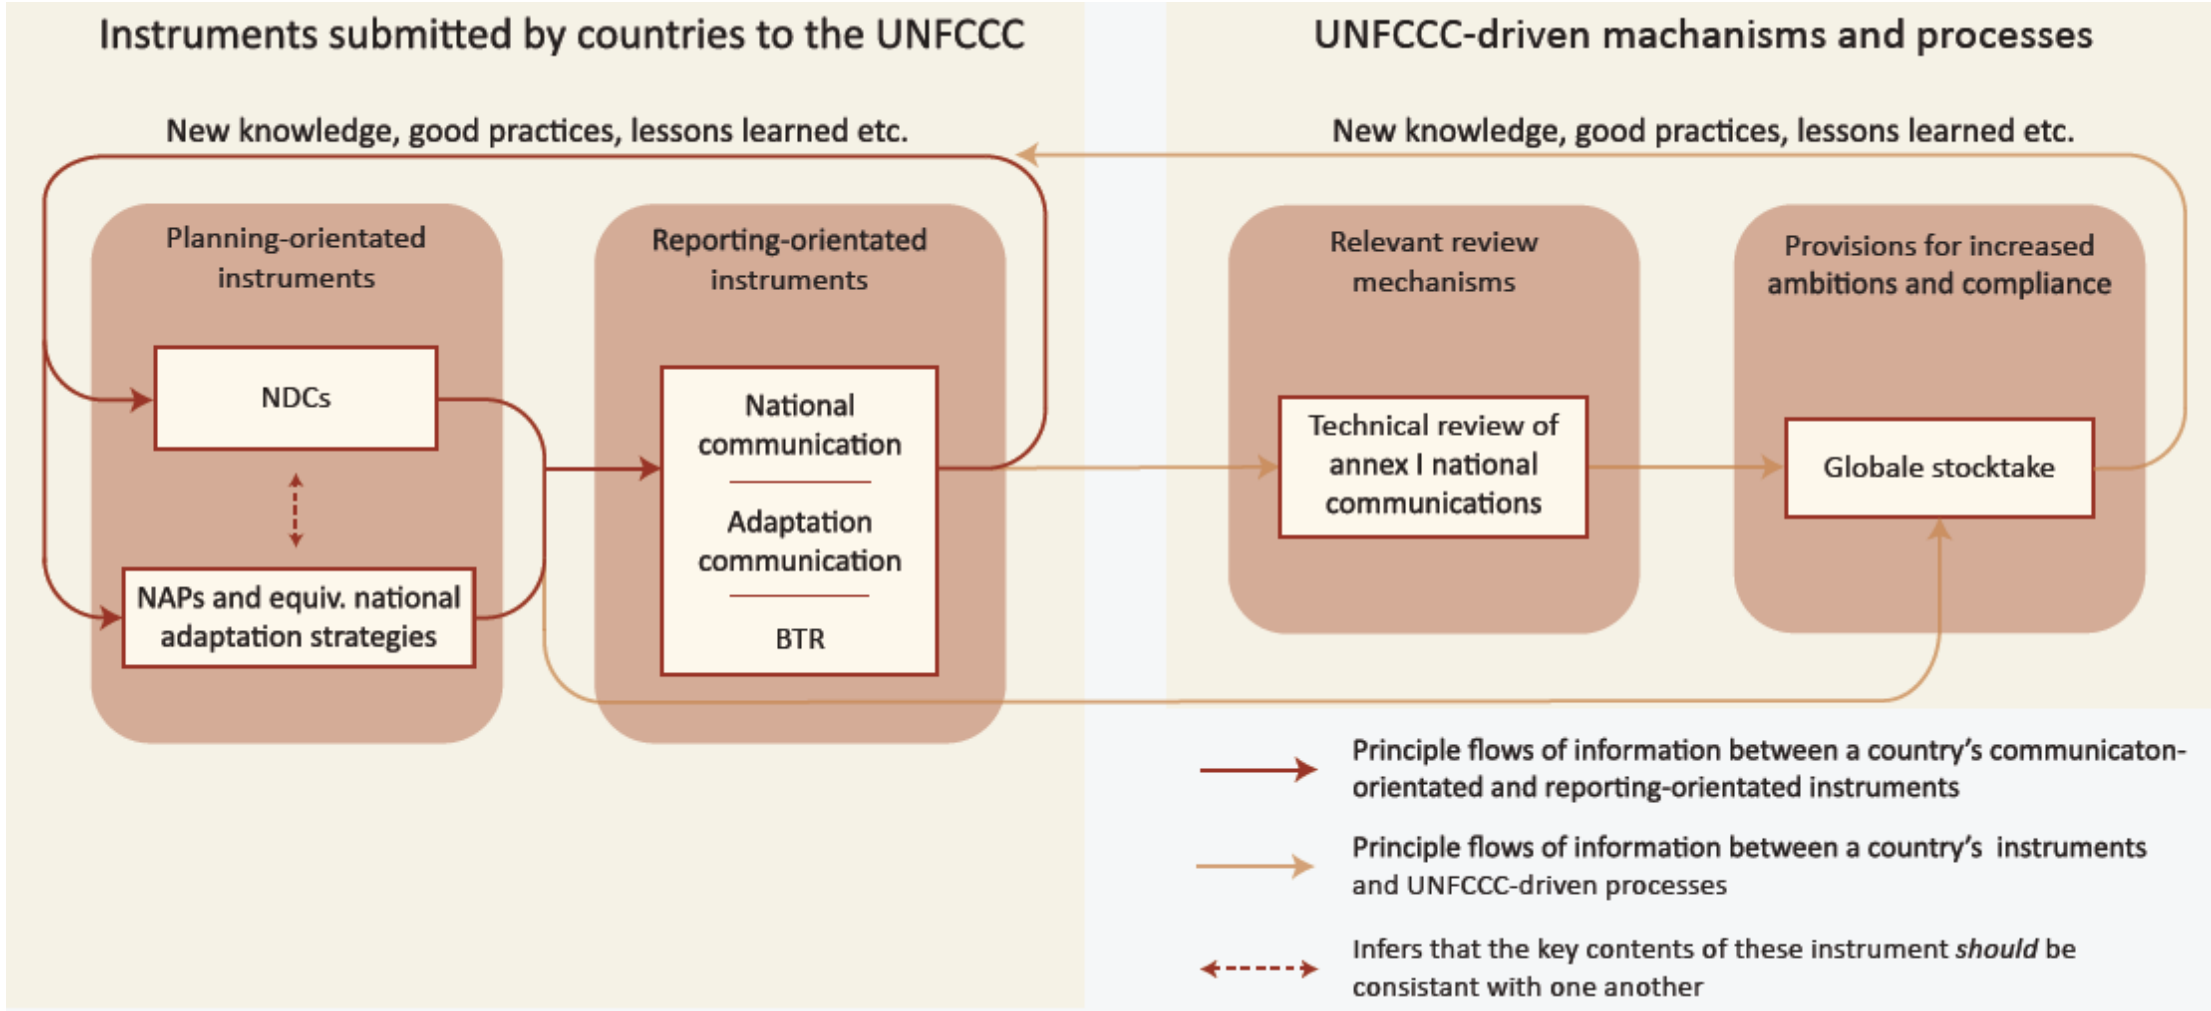 Instruments submitted by countries to the UNFCCC
New knowledge, good practices, lessons learned etc.
Planning-orientated
instruments
NDCs
NAPs and equiv. national
adaptation strategies
Reporting-orientated
instruments
National
communication
Adaptation
communication
BTR
UNFCCC-driven machanisms and processes
New knowledge, good practices, lessons learned etc.
Relevant review
mechanisms
Technical review of
annex I national
communications
Provisions for increased
ambitions and compliance
Globale stocktake
Principle flows of information between a country’s communicaton-
orientated and reporting-orientated instruments
Principle flows of information between a country’s instruments
and UNFCCC-driven processes
Infers that the key contents of these instrument should be
consistant with one another